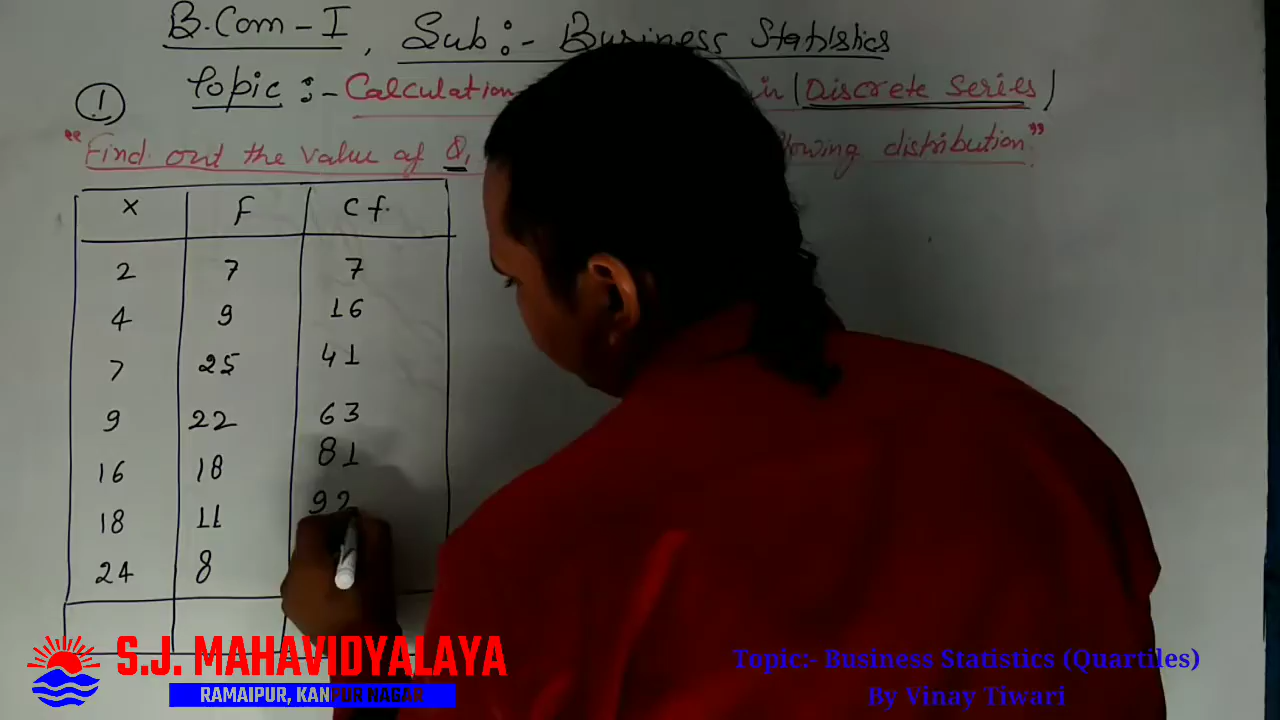 B.Com - I, Sub:- Business Statistics
① Topic :- Calculation in (Discrete Series)
"Find out the value of Q₁ distribution"
X F C f.
2 7 7
4 9 16
7 25 41
9 22 63
16 18 81
18 11 92
24 8
S.J. MAHAVIDYALAYA
RAMAIPUR, KANPUR NAGAR
Topic:- Business Statistics (Quartiles)
By Vinay Tiwari